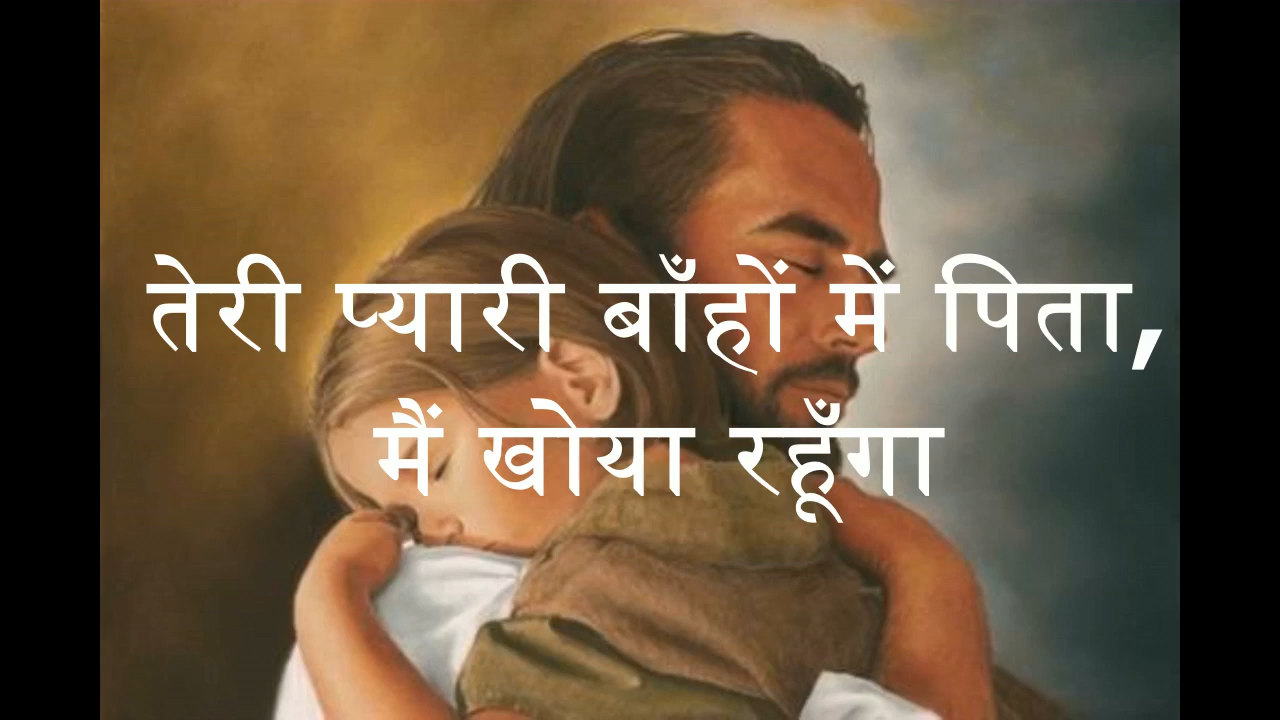 तेरी प्यारी बाँहों में पिता,
मैं खोया रहूँगा